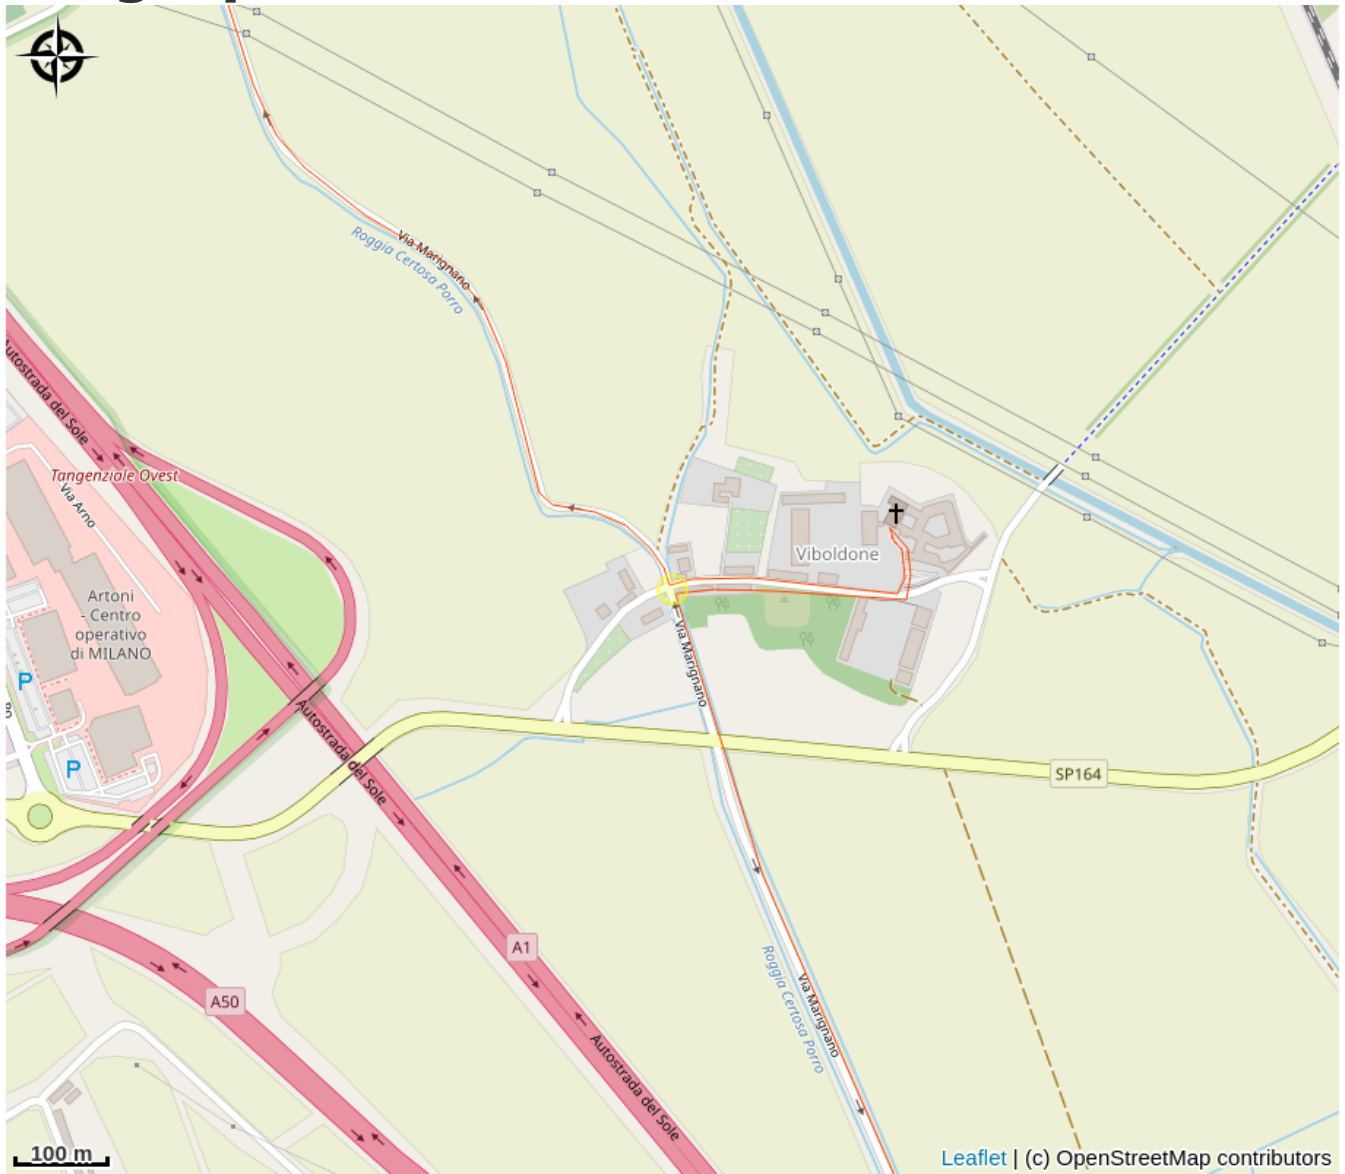 Via Marignano
Roggia Certosa Porro
Autostrada del Sole
Tangenziale Ovest
Via Arno
Viboldone
Artoni
- Centro
operativo
di MILANO
P
Via Marignano
Autostrada del Sole
P
SP164
A1
Roggia Certosa Porro
Via Marignano
A50
Autostrada del Sole
100 m
Leaflet | (c) OpenStreetMap contributors